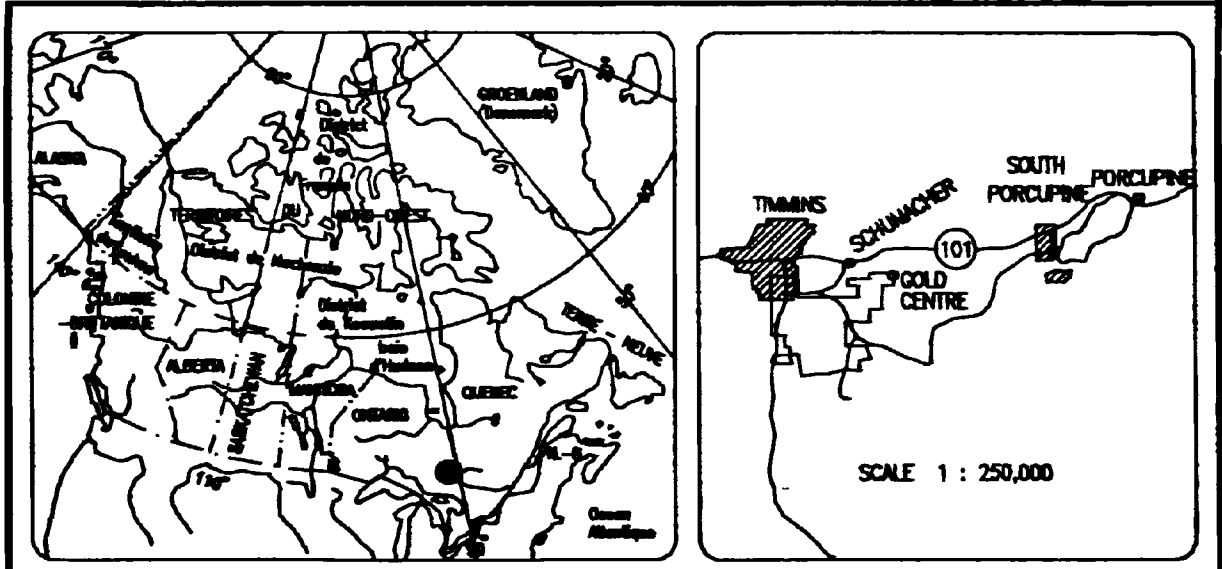 GROENLAND
ALASKA
District
de
TERRITOIRES DU NORD-OUEST
District de Mackenzie
COLOMBIE
BRITANNIQUE
District
de Keewatin
TERRE-NEUVE
baie
d'Hudson
ALBERTA
SASKATCHEWAN
MANITOBA
ONTARIO
QUEBEC
N.-B.
110°
Ocean
Atlantique
SOUTH
PORCUPINE
PORCUPINE
TIMMINS
SCHUMACHER
101
GOLD
CENTRE
SCALE 1 : 250,000